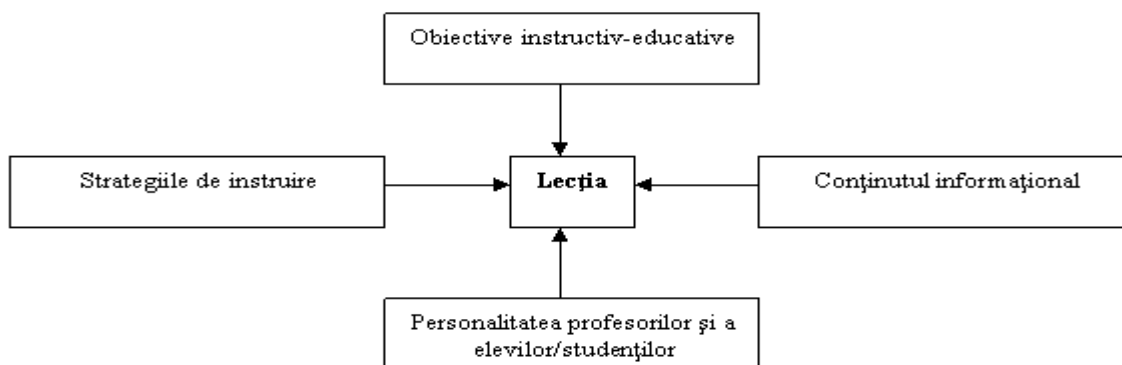 Obiective instructiv-educative
Strategiile de instruire
Lecţia
Conţinutul informaţional
Personalitatea profesorilor şi a
elevilor/studenţilor